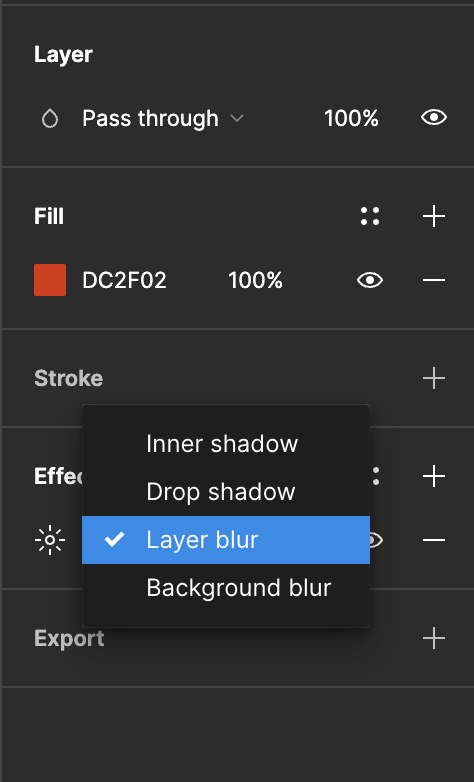 Layer
Pass through 100%
Fill
DC2F02 100%
Stroke
Inner shadow
Effec
Drop shadow
Layer blur
Background blur
Export